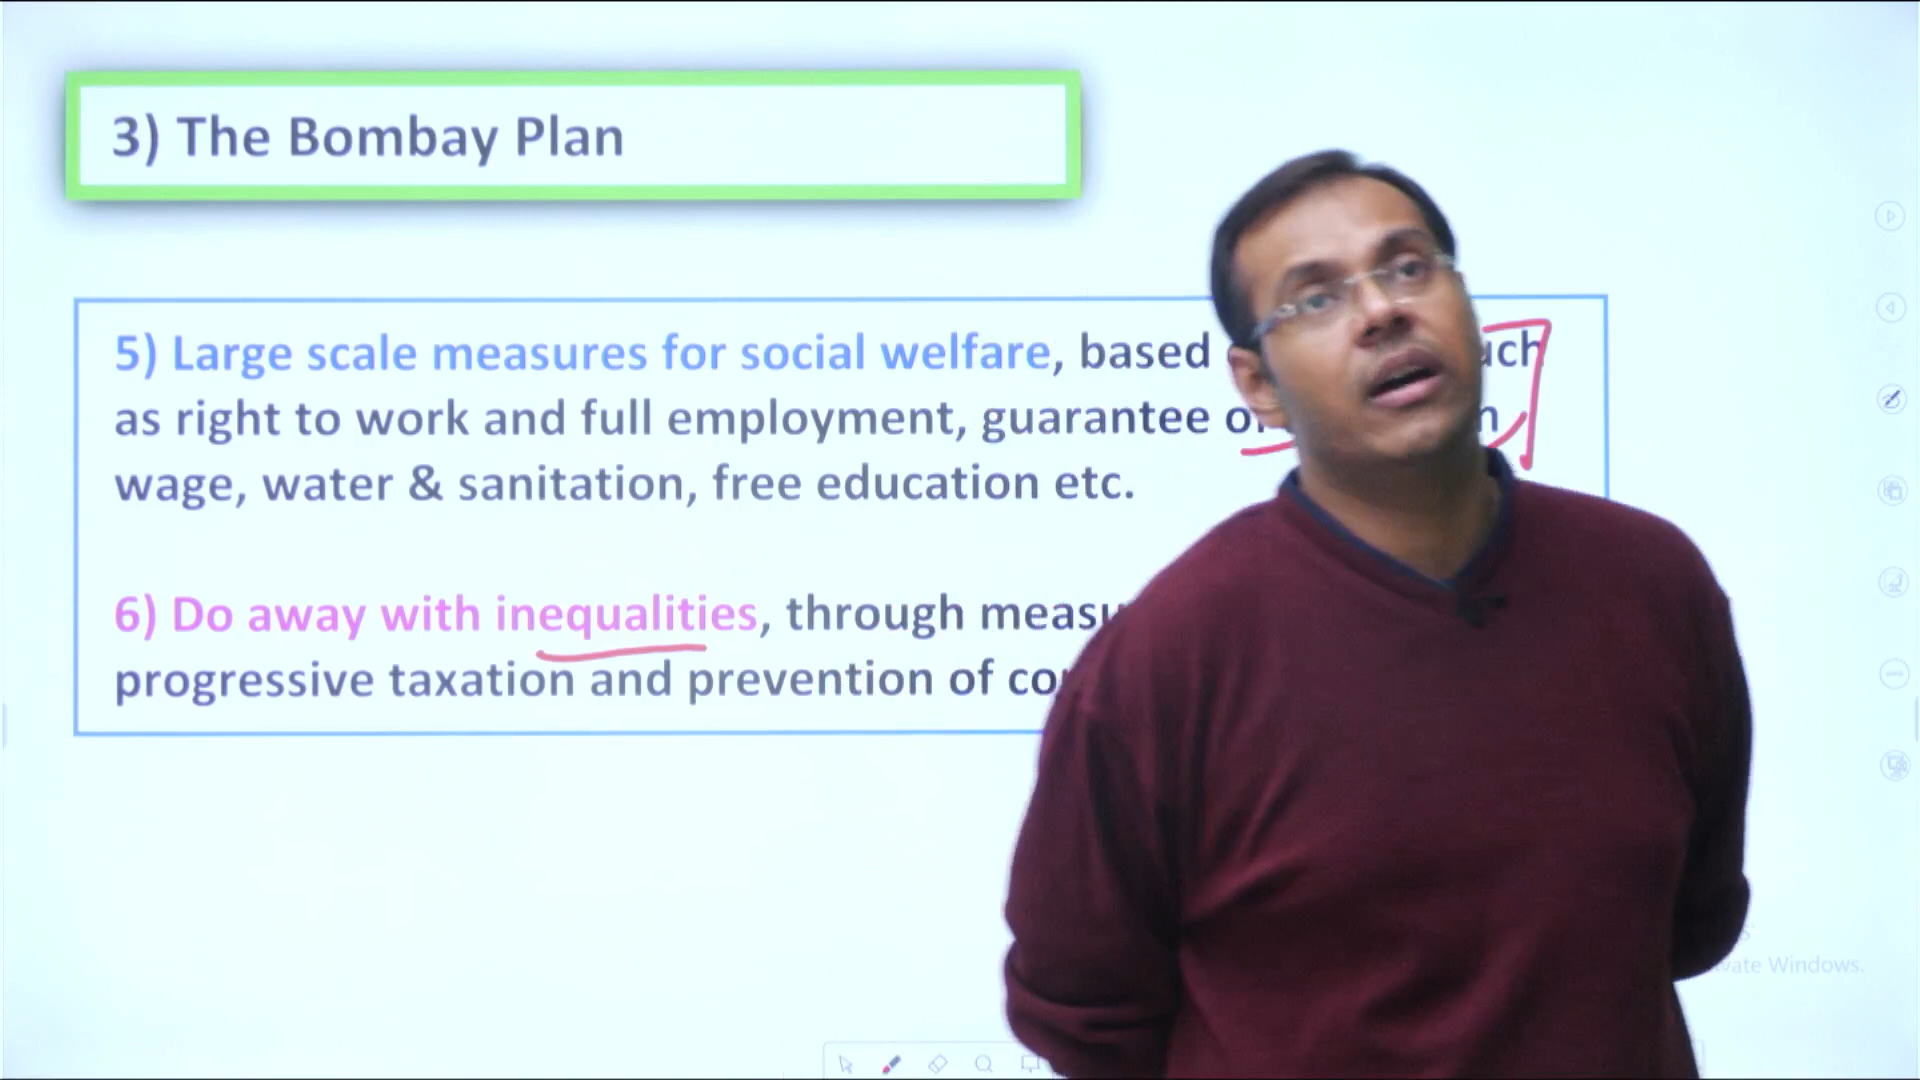 3) The Bombay Plan
5) Large scale measures for social welfare, based
as right to work and full employment, guarantee
wage, water & sanitation, free education etc.
6) Do away with inequalities, through
progressive taxation and prevention of
Windows.